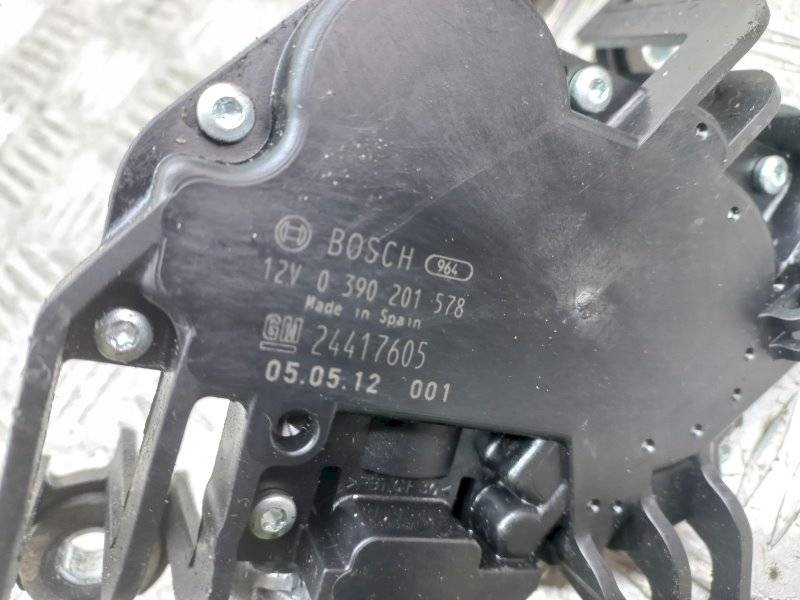 BOSCH 964
12V 0 390 201 578
Made in Spain
GM 24417605
05.05.12 001